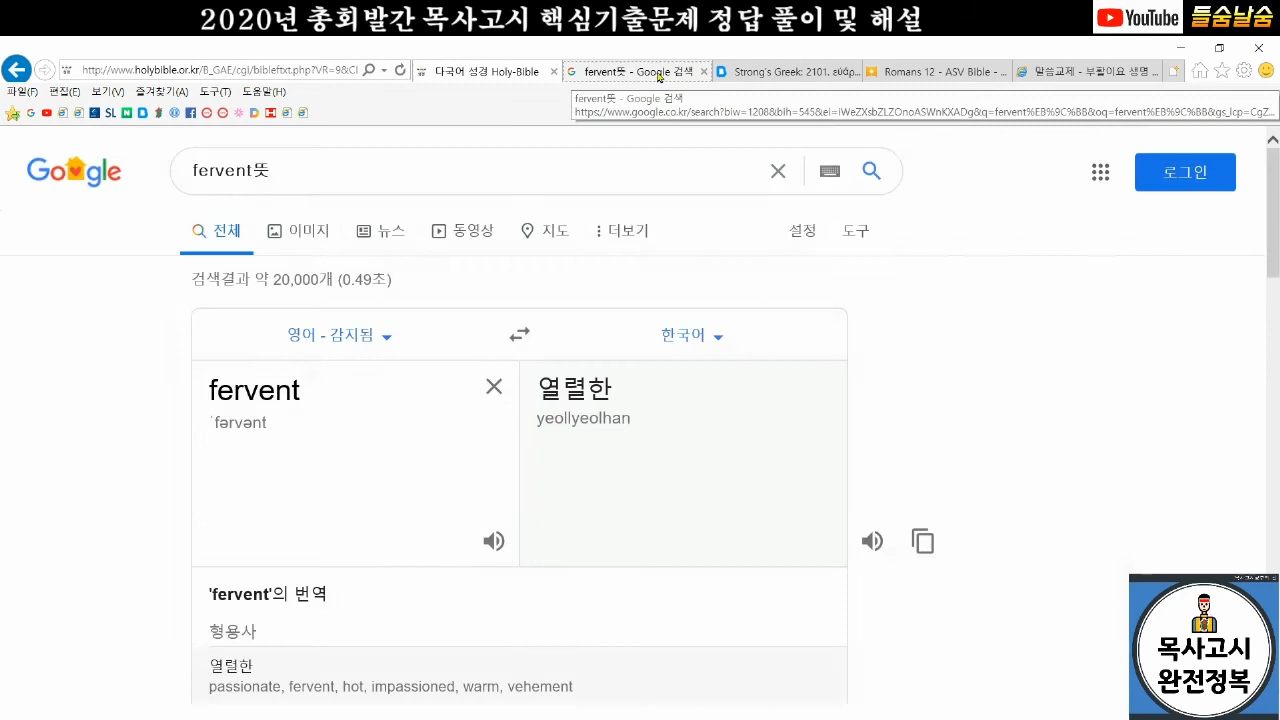 2020년 총회발간 목사고시 핵심기출문제 정답 풀이 및 해설
YouTube 들숨날숨
http://www.holybible.or.kr/B_GAE/cgi/bibleftxt.php?VR=9&CI
다국어 성경 Holy-Bible
fervent뜻 - Google 검색
Strong's Greek: 2101. εὐάρ...
Romans 12 - ASV Bible - ...
말씀교제 - 부활이요 생명 ...
파일(F) 편집(E) 보기(V) 즐겨찾기(A) 도구(T) 도움말(H)
fervent뜻 - Google 검색
Google
fervent뜻
로그인
전체 이미지 뉴스 동영상 지도 더보기 설정 도구
검색결과 약 20,000개 (0.49초)
영어 - 감지됨 한국어
fervent 열렬한
ˈfərvənt yeollyeolhan
'fervent'의 번역
형용사
열렬한
passionate, fervent, hot, impassioned, warm, vehement
목사고시
완전정복